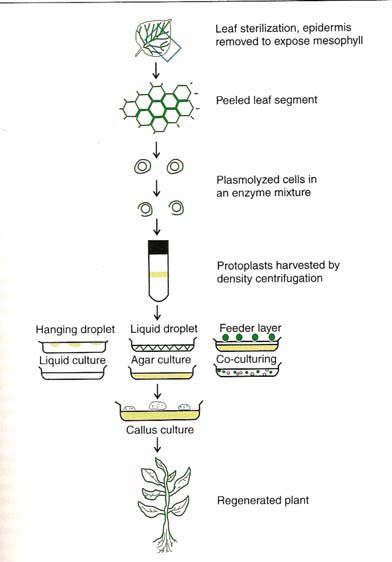 Leaf sterilization, epidermis
removed to expose mesophyll
Peeled leaf segment
Plasmolyzed cells in
an enzyme mixture
Protoplasts harvested by
density centrifugation
Hanging droplet
Liquid droplet
Feeder layer
Liquid culture
Agar culture
Co-culturing
Callus culture
Regenerated plant